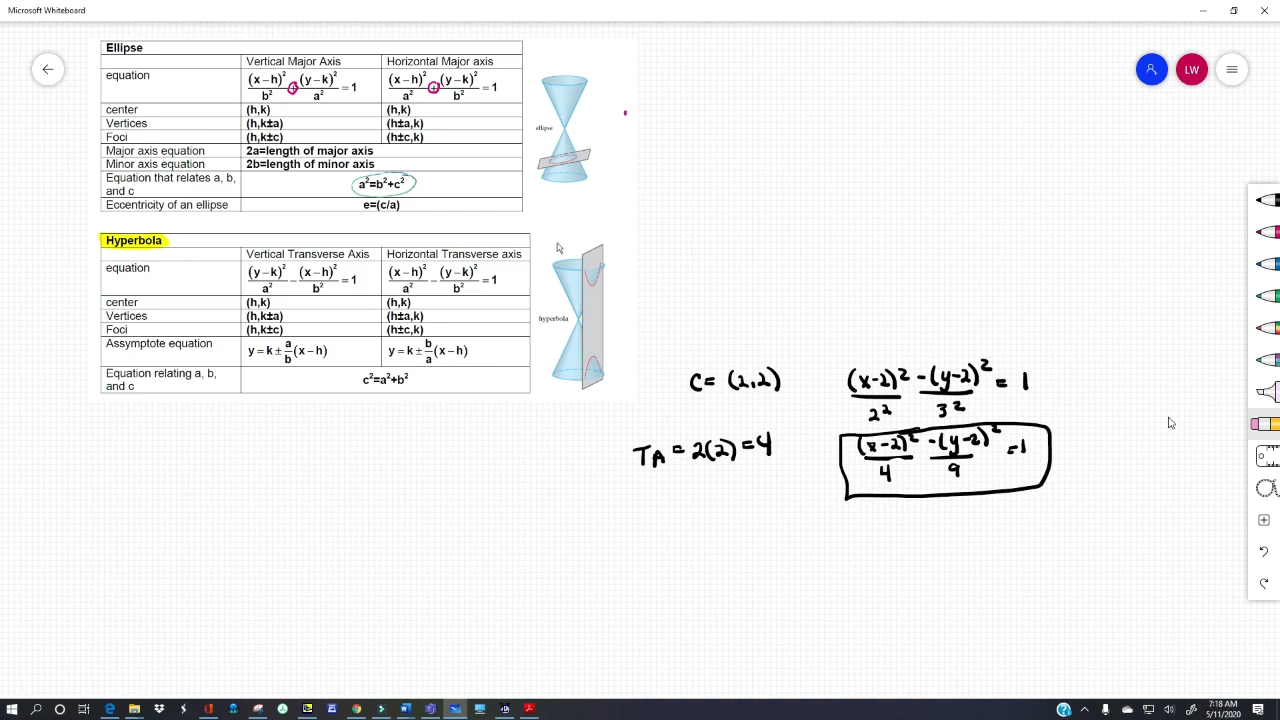 Microsoft Whiteboard
LW
Ellipse
Vertical Major Axis Horizontal Major axis
equation (x−h)²/b² + (y−k)²/a² = 1 (x−h)²/a² + (y−k)²/b² = 1
center (h,k) (h,k)
Vertices (h,k±a) (h±a,k)
Foci (h,k±c) (h±c,k)
Major axis equation 2a=length of major axis
Minor axis equation 2b=length of minor axis
Equation that relates a, b,
and c a²=b²+c²
Eccentricity of an ellipse e=(c/a)
ellipse
Hyperbola
Vertical Transverse Axis Horizontal Transverse axis
equation (y−k)²/a² − (x−h)²/b² = 1 (x−h)²/a² − (y−k)²/b² = 1
center (h,k) (h,k)
Vertices (h,k±a) (h±a,k)
Foci (h,k±c) (h±c,k)
Assymptote equation y = k ± a/b (x−h) y = k ± b/a (x−h)
Equation relating a, b,
and c c²=a²+b²
hyperbola
C = (2,2) (x-2)²/2² - (y-2)²/3² = 1
TA = 2(2) = 4 (x-2)²/4 - (y-2)²/9 = 1
7:18 AM
5/11/2020